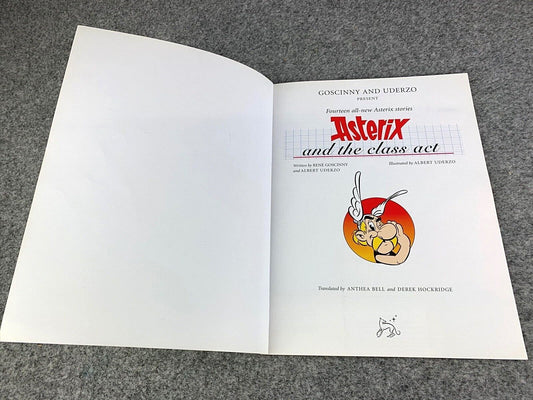 GOSCINNY AND UDERZO
PRESENT
Fourteen all-new Asterix stories
Asterix
and the class act
Written by RENÉ GOSCINNY
and ALBERT UDERZO
Illustrated by ALBERT UDERZO
Translated by ANTHEA BELL and DEREK HOCKRIDGE